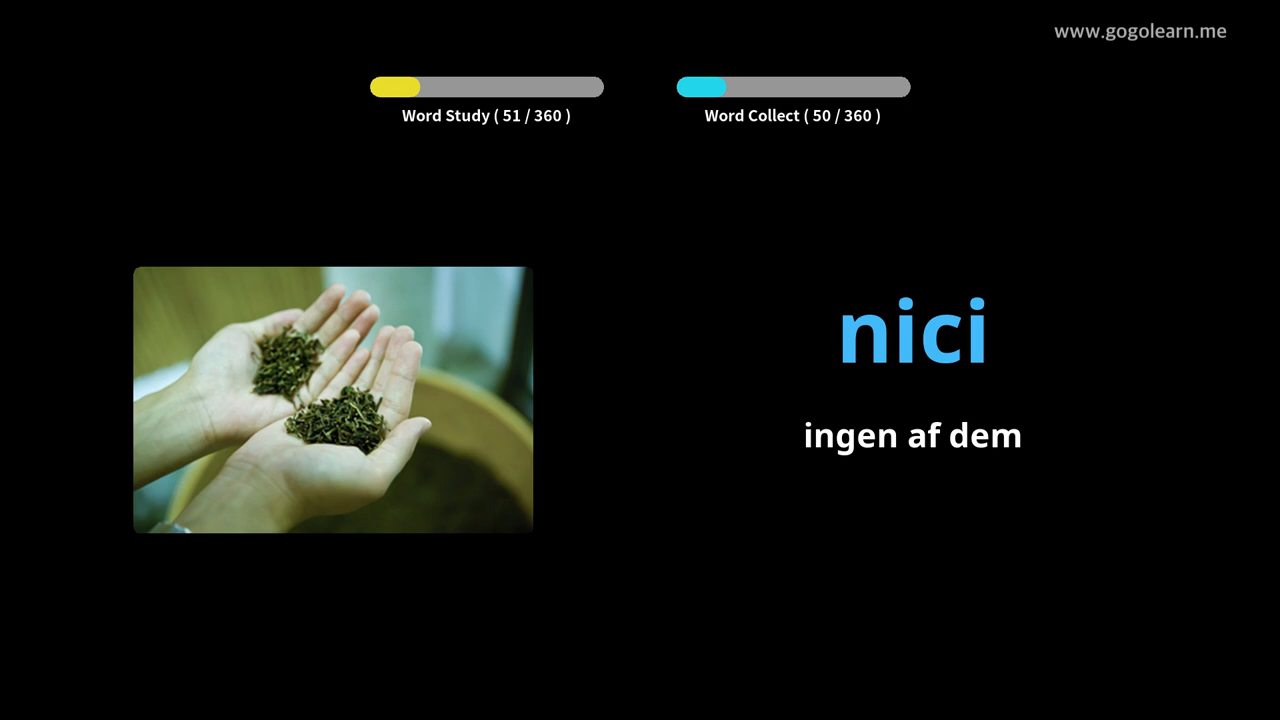 www.gogolearn.me
Word Study ( 51 / 360 )
Word Collect ( 50 / 360 )
nici
ingen af dem